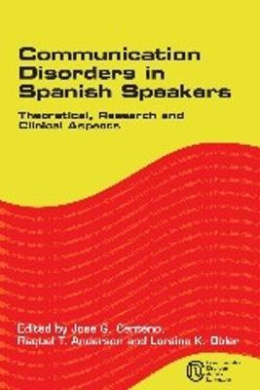 Communication
Disorders in
Spanish Speakers
Theoretical, Research and
Clinical Aspects
Edited by José G. Centeno,
Raquel T. Anderson and Loraine K. Obler